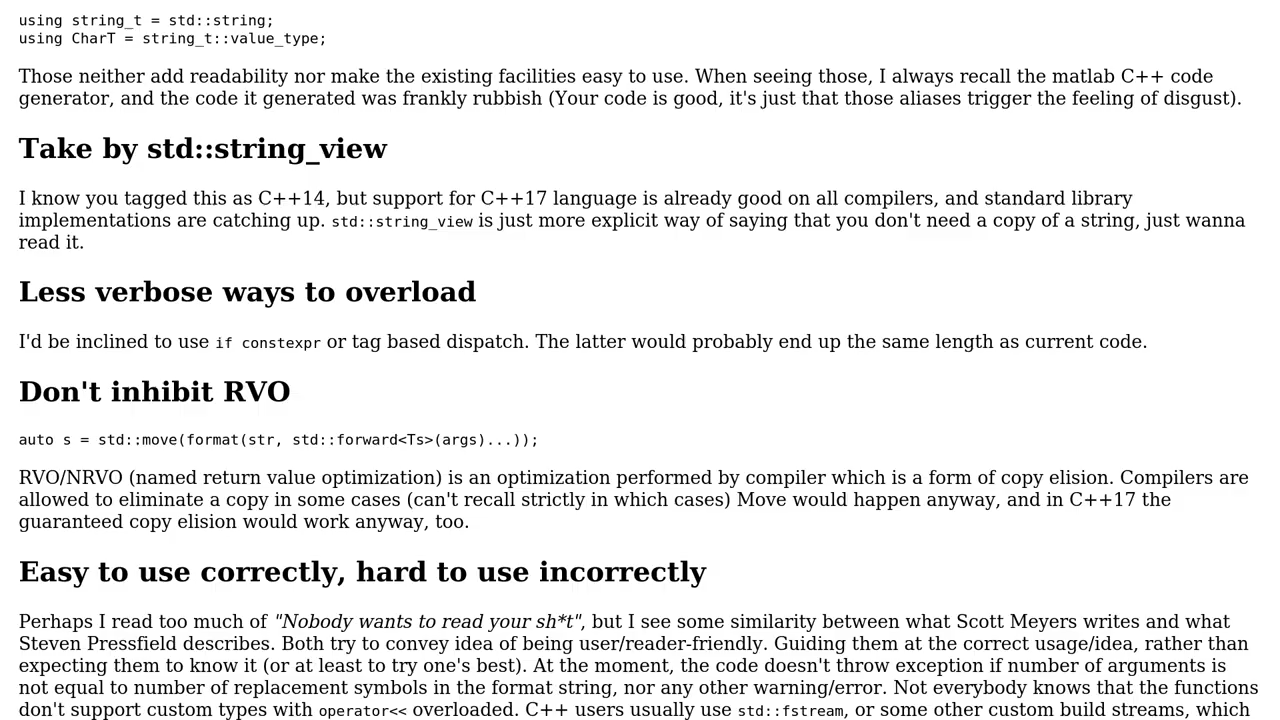 using string_t = std::string;
using CharT = string_t::value_type;
Those neither add readability nor make the existing facilities easy to use. When seeing those, I always recall the matlab C++ code
generator, and the code it generated was frankly rubbish (Your code is good, it's just that those aliases trigger the feeling of disgust).
Take by std::string_view
I know you tagged this as C++14, but support for C++17 language is already good on all compilers, and standard library
implementations are catching up. std::string_view is just more explicit way of saying that you don't need a copy of a string, just wanna
read it.
Less verbose ways to overload
I'd be inclined to use if constexpr or tag based dispatch. The latter would probably end up the same length as current code.
Don't inhibit RVO
auto s = std::move(format(str, std::forward<Ts>(args)...));
RVO/NRVO (named return value optimization) is an optimization performed by compiler which is a form of copy elision. Compilers are
allowed to eliminate a copy in some cases (can't recall strictly in which cases) Move would happen anyway, and in C++17 the
guaranteed copy elision would work anyway, too.
Easy to use correctly, hard to use incorrectly
Perhaps I read too much of "Nobody wants to read your sh*t", but I see some similarity between what Scott Meyers writes and what
Steven Pressfield describes. Both try to convey idea of being user/reader-friendly. Guiding them at the correct usage/idea, rather than
expecting them to know it (or at least to try one's best). At the moment, the code doesn't throw exception if number of arguments is
not equal to number of replacement symbols in the format string, nor any other warning/error. Not everybody knows that the functions
don't support custom types with operator<< overloaded. C++ users usually use std::fstream, or some other custom build streams, which